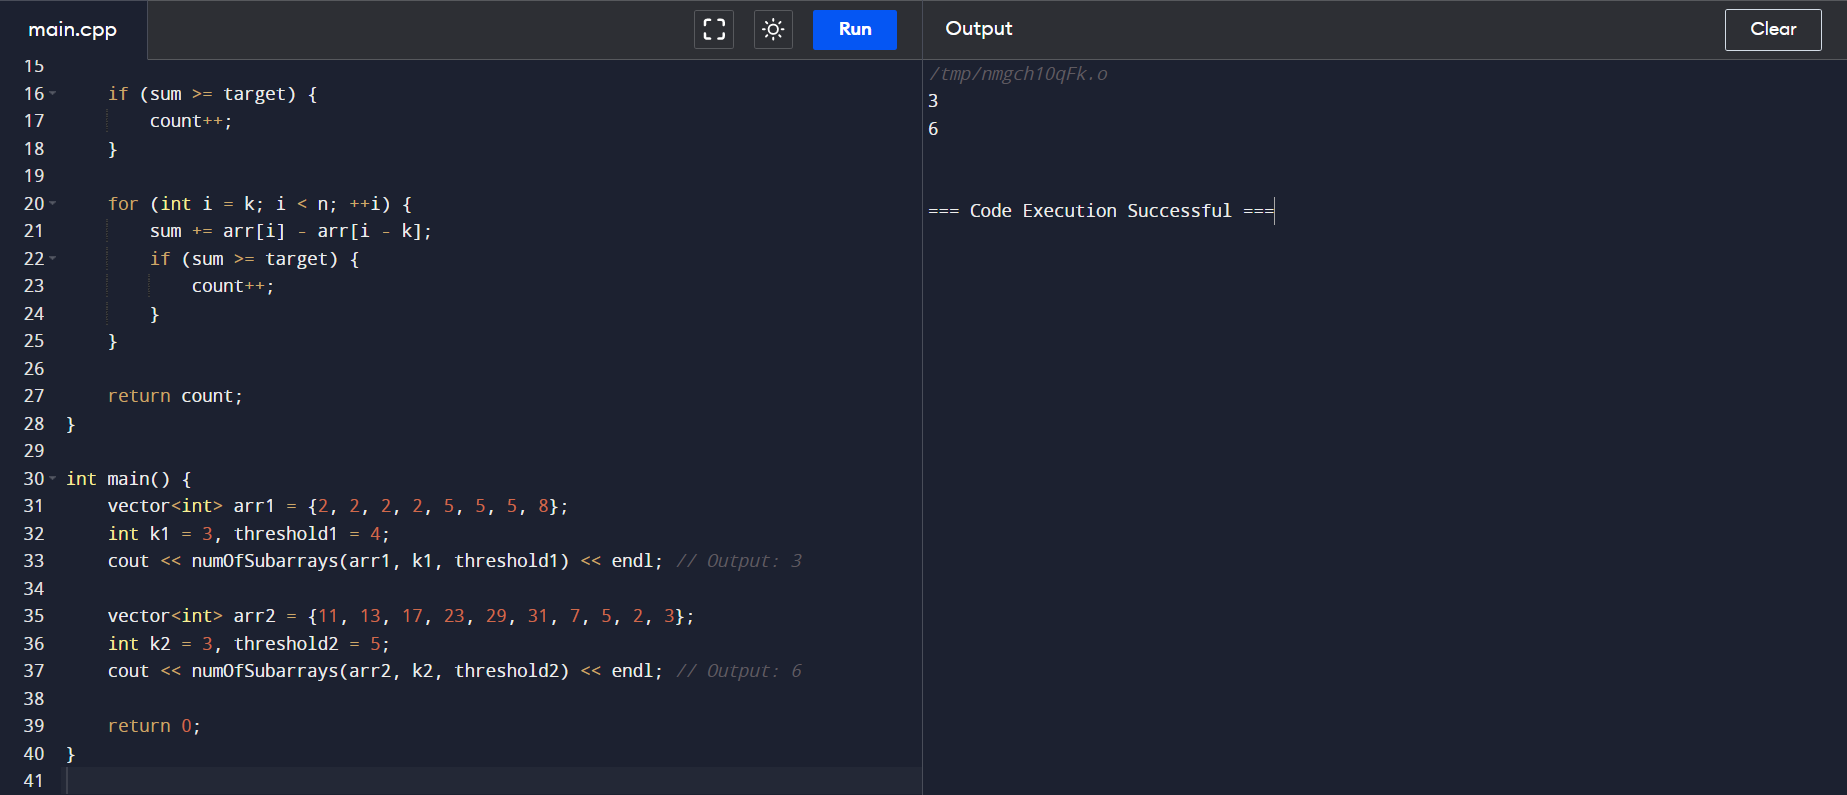 main.cpp
Run
15
16 if (sum >= target) {
17 count++;
18 }
19
20 for (int i = k; i < n; ++i) {
21 sum += arr[i] - arr[i - k];
22 if (sum >= target) {
23 count++;
24 }
25 }
26
27 return count;
28 }
29
30 int main() {
31 vector<int> arr1 = {2, 2, 2, 2, 5, 5, 5, 8};
32 int k1 = 3, threshold1 = 4;
33 cout << numOfSubarrays(arr1, k1, threshold1) << endl; // Output: 3
34
35 vector<int> arr2 = {11, 13, 17, 23, 29, 31, 7, 5, 2, 3};
36 int k2 = 3, threshold2 = 5;
37 cout << numOfSubarrays(arr2, k2, threshold2) << endl; // Output: 6
38
39 return 0;
40 }
41
Output
Clear
/tmp/nmgch10qFk.o
3
6
=== Code Execution Successful ===